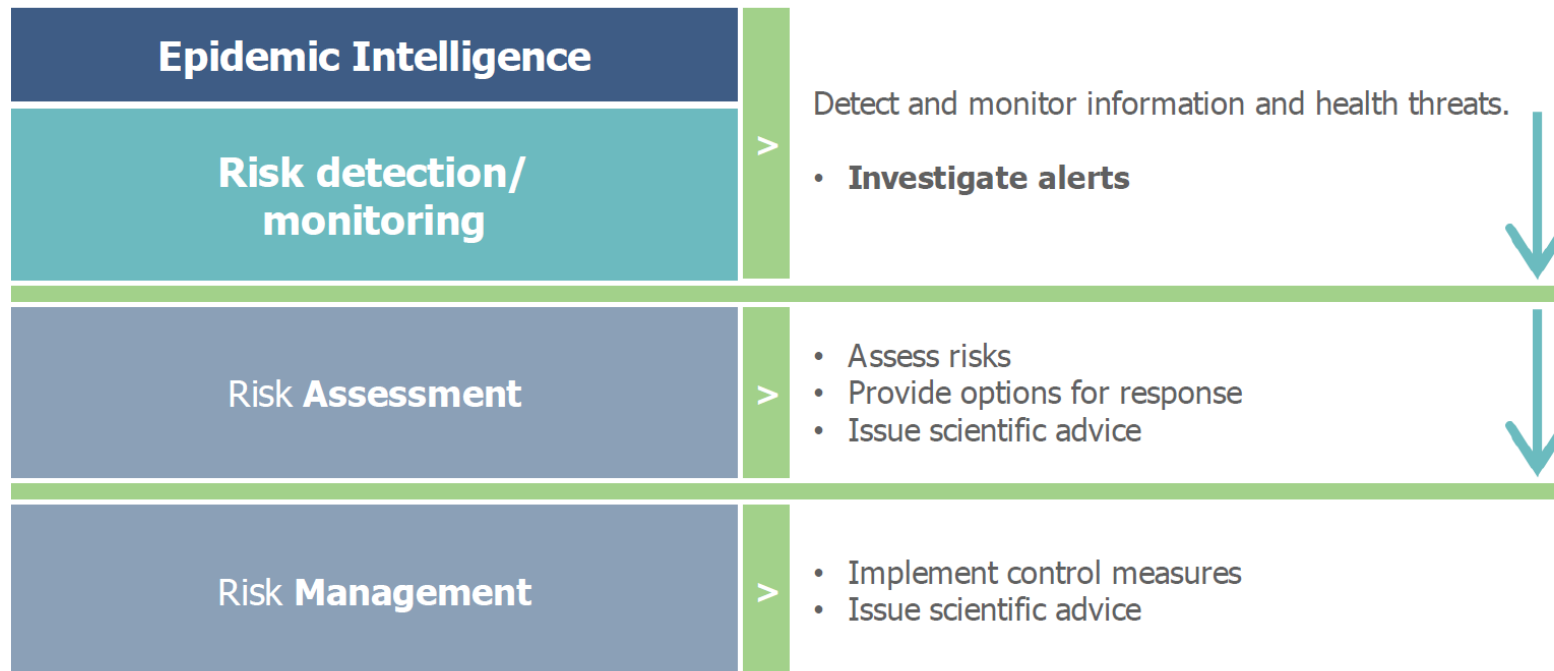 Epidemic Intelligence
Risk detection/
monitoring
>
Detect and monitor information and health threats.
• Investigate alerts
Risk Assessment
>
• Assess risks
• Provide options for response
• Issue scientific advice
Risk Management
>
• Implement control measures
• Issue scientific advice